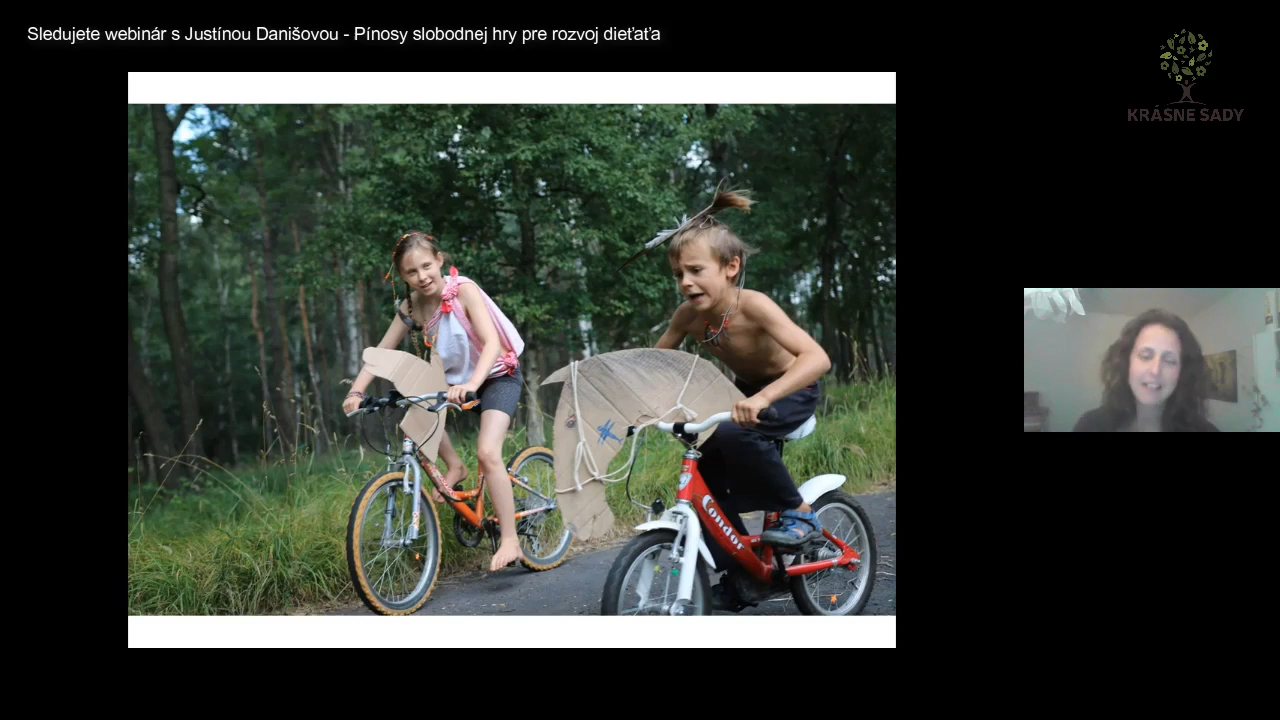 Sledujete webinár s Justínou Danišovou - Pínosy slobodnej hry pre rozvoj dieťaťa
KRÁSNE SADY
Condor